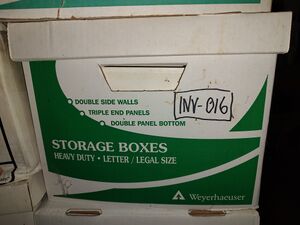 DOUBLE SIDE WALLS
TRIPLE END PANELS
DOUBLE PANEL BOTTOM
INV-016
STORAGE BOXES
HEAVY DUTY • LETTER / LEGAL SIZE
Weyerhaeuser